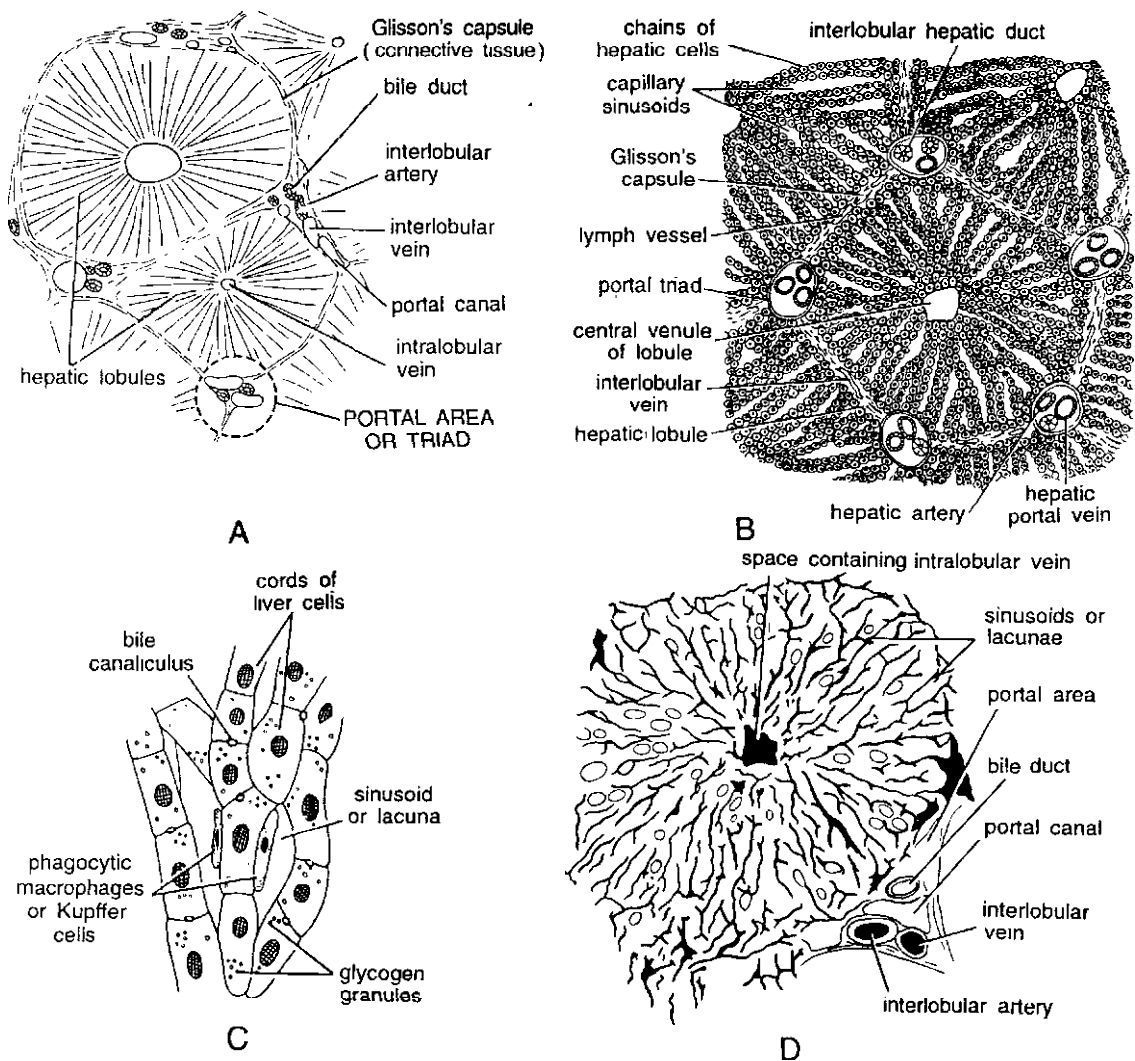 Glisson's capsule
(connective tissue)
bile duct
interlobular
artery
interlobular
vein
portal canal
intralobular
vein
hepatic lobules
PORTAL AREA
OR TRIAD
A
chains of
hepatic cells
interlobular hepatic duct
capillary
sinusoids
Glisson's
capsule
lymph vessel
portal triad
central venule
of lobule
interlobular
vein
hepatic lobule
hepatic artery
hepatic
portal vein
B
cords of
liver cells
bile
canaliculus
sinusoid
or lacuna
phagocytic
macrophages
or Kupffer
cells
glycogen
granules
C
space containing intralobular vein
sinusoids or
lacunae
portal area
bile duct
portal canal
interlobular
vein
interlobular artery
D